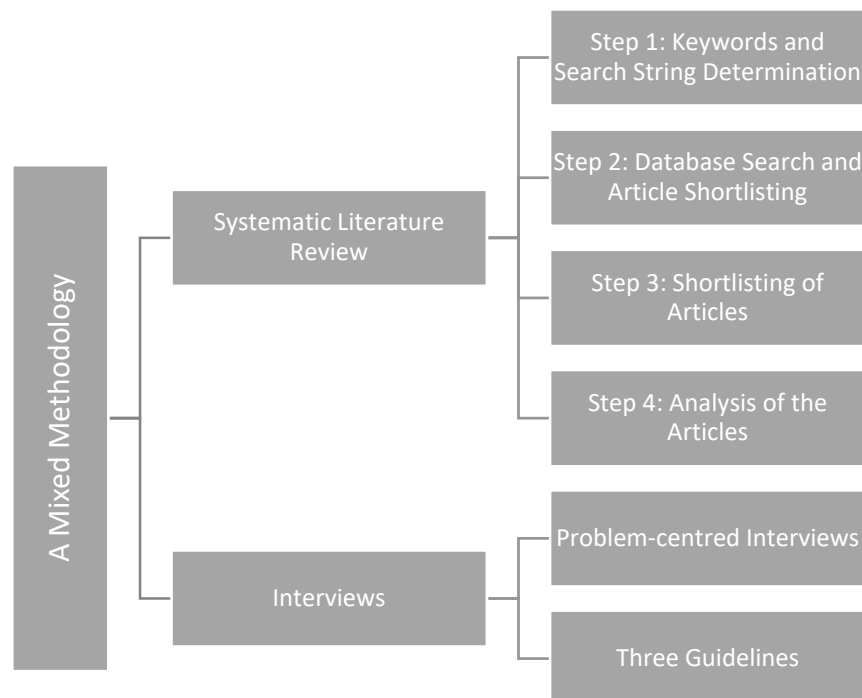 A Mixed Methodology
Systematic Literature
Review
Step 1: Keywords and
Search String Determination
Step 2: Database Search and
Article Shortlisting
Step 3: Shortlisting of
Articles
Step 4: Analysis of the
Articles
Interviews
Problem-centred Interviews
Three Guidelines